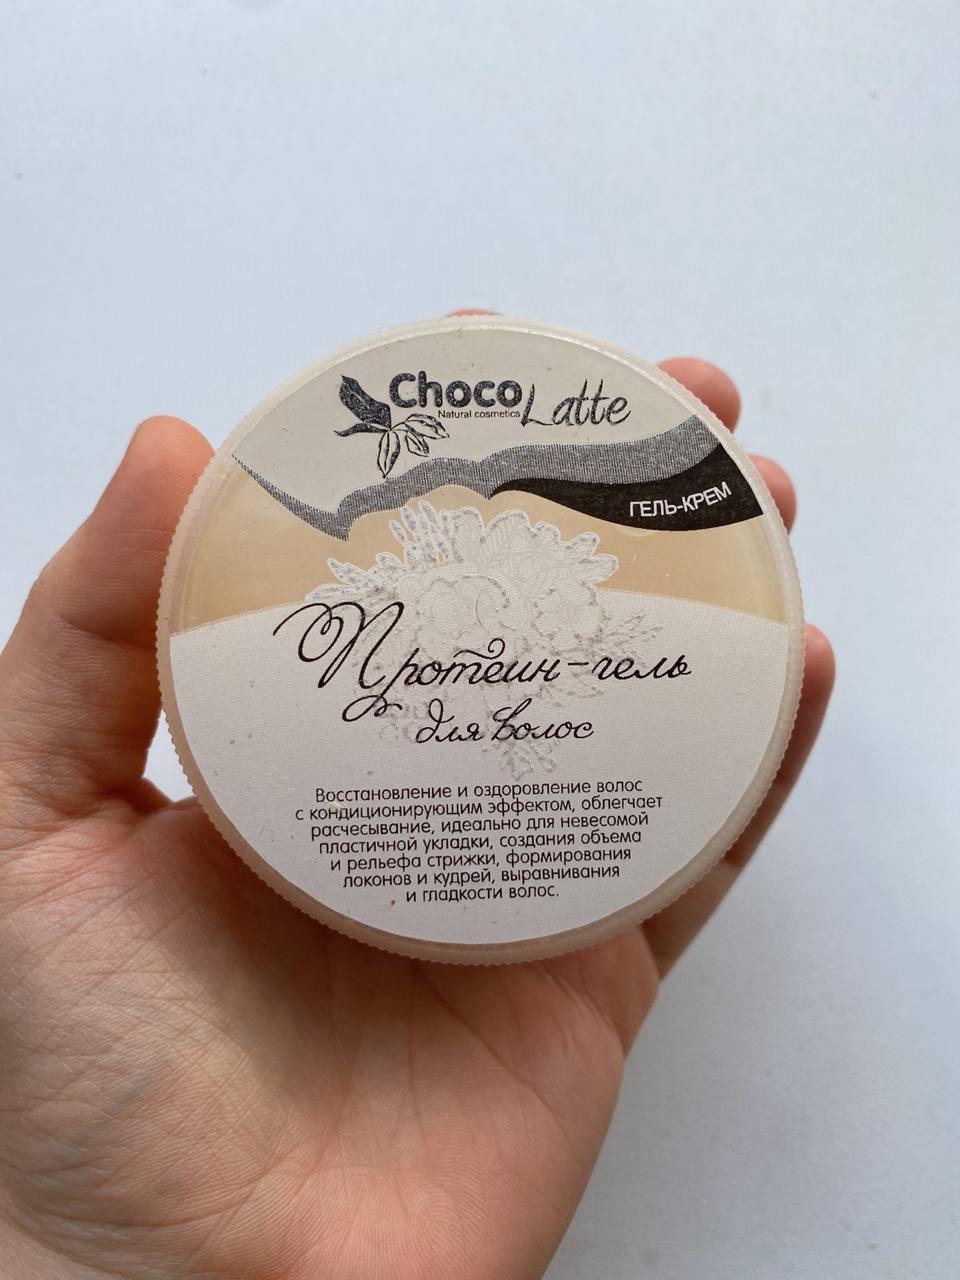 Choco Latte
Natural cosmetics
ГЕЛЬ-КРЕМ
Протеин-гель
для волос
Восстановление и оздоровление волос
с кондиционирующим эффектом, облегчает
расчесывание, идеально для невесомой
пластичной укладки, создания объема
и рельефа стрижки, формирования
локонов и кудрей, выравнивания
и гладкости волос.